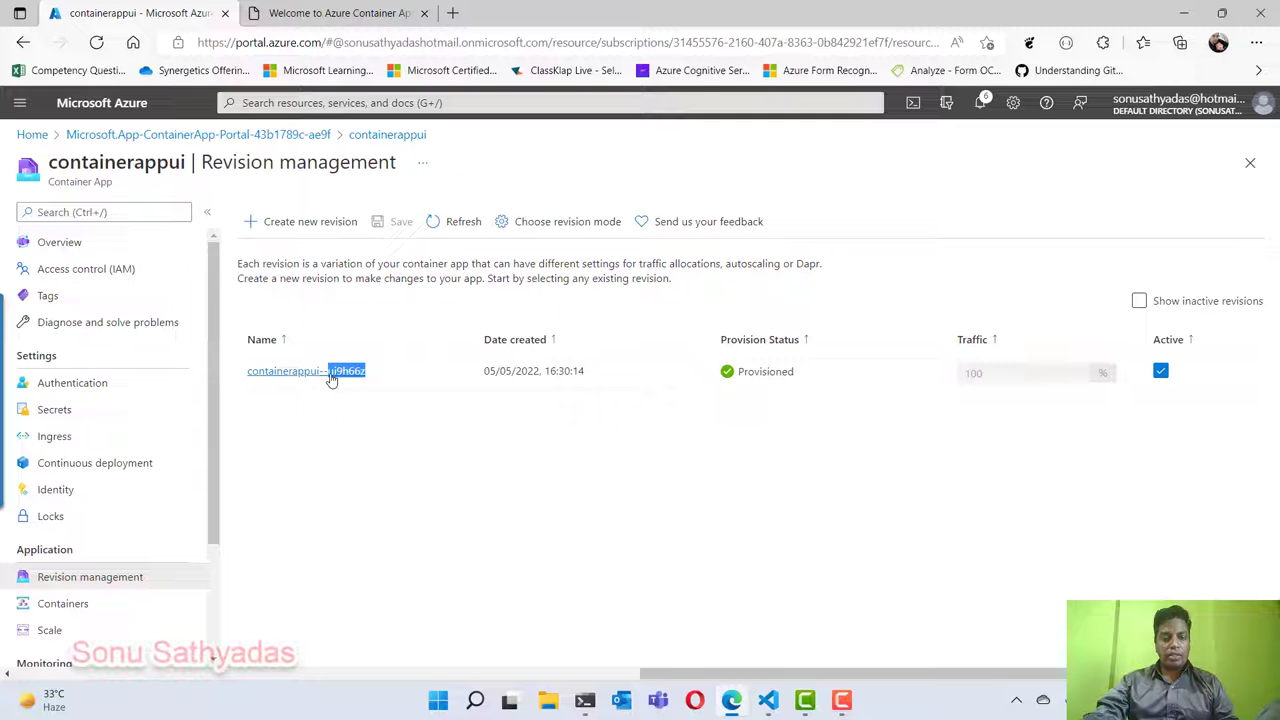 containerappui - Microsoft Azure
Welcome to Azure Container Ap
https://portal.azure.com/#@sonusathyadashotmail.onmicrosoft.com/resource/subscriptions/31455576-2160-407a-8363-0b842921ef7f/resourc...
Competency Questi...
Synergetics Offering...
Microsoft Learning...
Microsoft Certified...
ClassKlap Live - Sel...
Azure Cognitive Ser...
Azure Form Recogn...
Analyze - Form OC...
Understanding Git...
Microsoft Azure
Search resources, services, and docs (G+/)
6
sonusathyadas@hotmail...
DEFAULT DIRECTORY (SONUSAT...
Home > Microsoft.App-ContainerApp-Portal-43b1789c-ae9f > containerappui
containerappui | Revision management ...
Container App
Search (Ctrl+/)
Overview
Access control (IAM)
Tags
Diagnose and solve problems
Settings
Authentication
Secrets
Ingress
Continuous deployment
Identity
Locks
Application
Revision management
Containers
Scale
Monitoring
Create new revision
Save
Refresh
Choose revision mode
Send us your feedback
Each revision is a variation of your container app that can have different settings for traffic allocations, autoscaling or Dapr.
Create a new revision to make changes to your app. Start by selecting any existing revision.
Show inactive revisions
Name ↑ Date created ↑ Provision Status ↑ Traffic ↑ Active ↑
containerappui--ui9h66z 05/05/2022, 16:30:14 Provisioned 100 %
Sonu Sathyadas
33°C
Haze